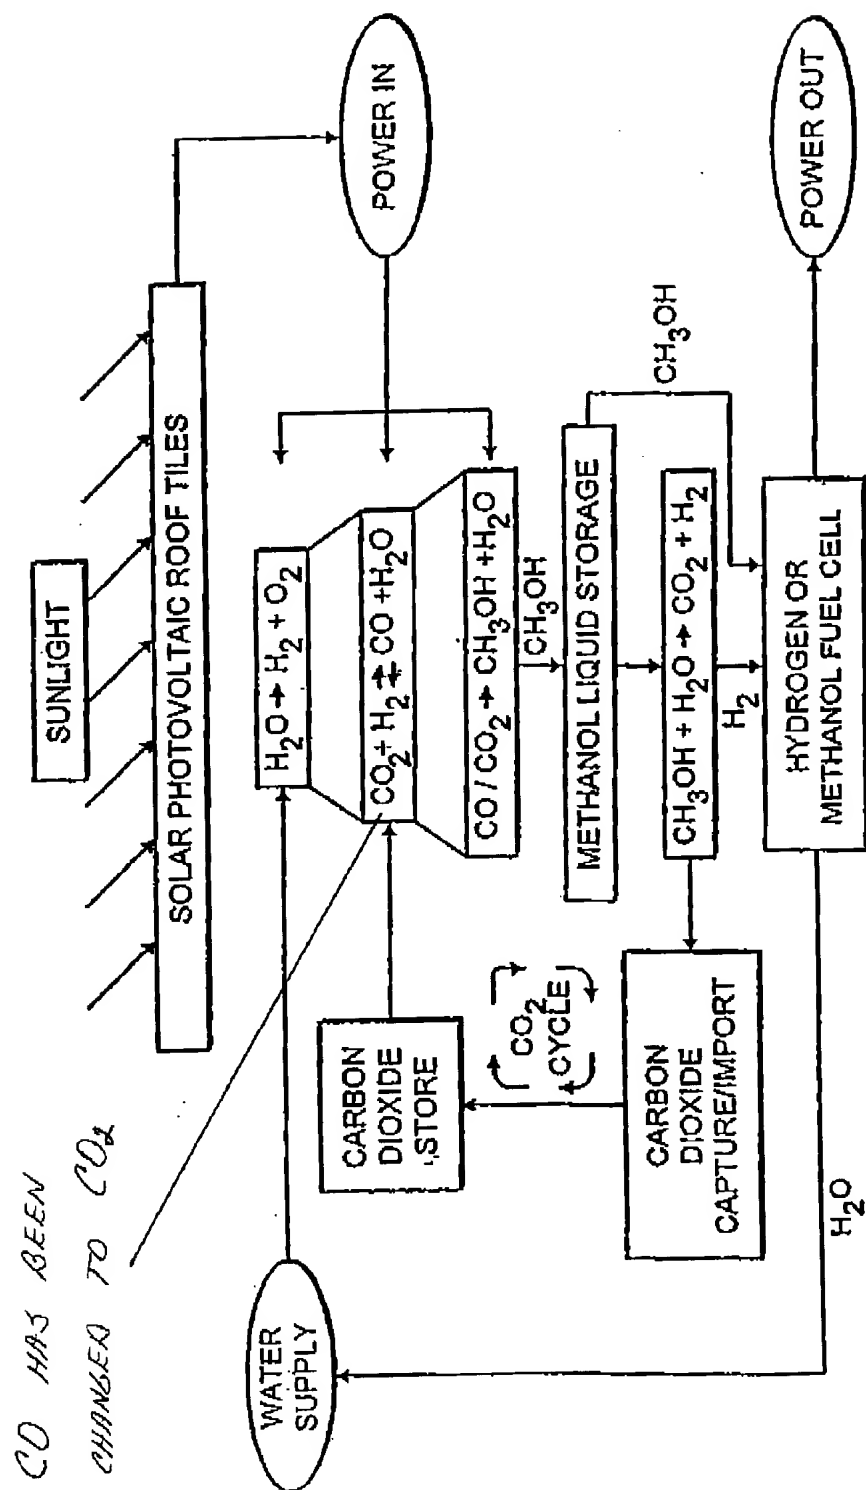 CO HAS BEEN
CHANGED TO CO₂
SUNLIGHT
SOLAR PHOTOVOLTAIC ROOF TILES
POWER IN
WATER
SUPPLY
H₂O → H₂ + O₂
CO₂ + H₂ ⇄ CO + H₂O
CO / CO₂ → CH₃OH + H₂O
CARBON
DIOXIDE
STORE
CO₂
CYCLE
CH₃OH
METHANOL LIQUID STORAGE
CH₃OH
CARBON
DIOXIDE
CAPTURE/IMPORT
CH₃OH + H₂O → CO₂ + H₂
H₂
HYDROGEN OR
METHANOL FUEL CELL
POWER OUT
H₂O